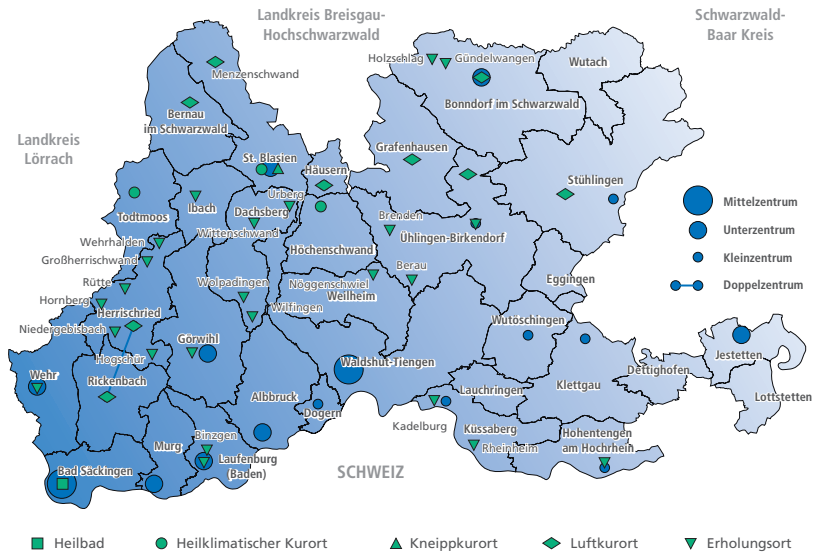 Landkreis Breisgau-
Hochschwarzwald
Schwarzwald-
Baar Kreis
Landkreis
Lörrach
Menzenschwand
Holzschlag
Gündelwangen
Wutach
Bonndorf im Schwarzwald
Bernau
im Schwarzwald
Grafenhausen
St. Blasien
Häusern
Stühlingen
Todtmoos
Ibach
Urberg
Dachsberg
Wittenschwand
Höchenschwand
Brenden
Ühlingen-Birkendorf
Mittelzentrum
Unterzentrum
Kleinzentrum
Doppelzentrum
Wehrhalden
Großherrischwand
Rütte
Hornberg
Wolpadingen
Nöggenschwiel
Weilheim
Berau
Eggingen
Herrischried
Niedergebisbach
Wilfingen
Wutöschingen
Görwihl
Hogschür
Waldshut-Tiengen
Jestetten
Wehr
Rickenbach
Albbruck
Dogern
Lauchringen
Klettgau
Dettighofen
Lottstetten
Kadelburg
Küssaberg
Rheinheim
Hohentengen
am Hochrhein
Murg
Binzgen
Laufenburg
(Baden)
Bad Säckingen
SCHWEIZ
Heilbad
Heilklimatischer Kurort
Kneippkurort
Luftkurort
Erholungsort